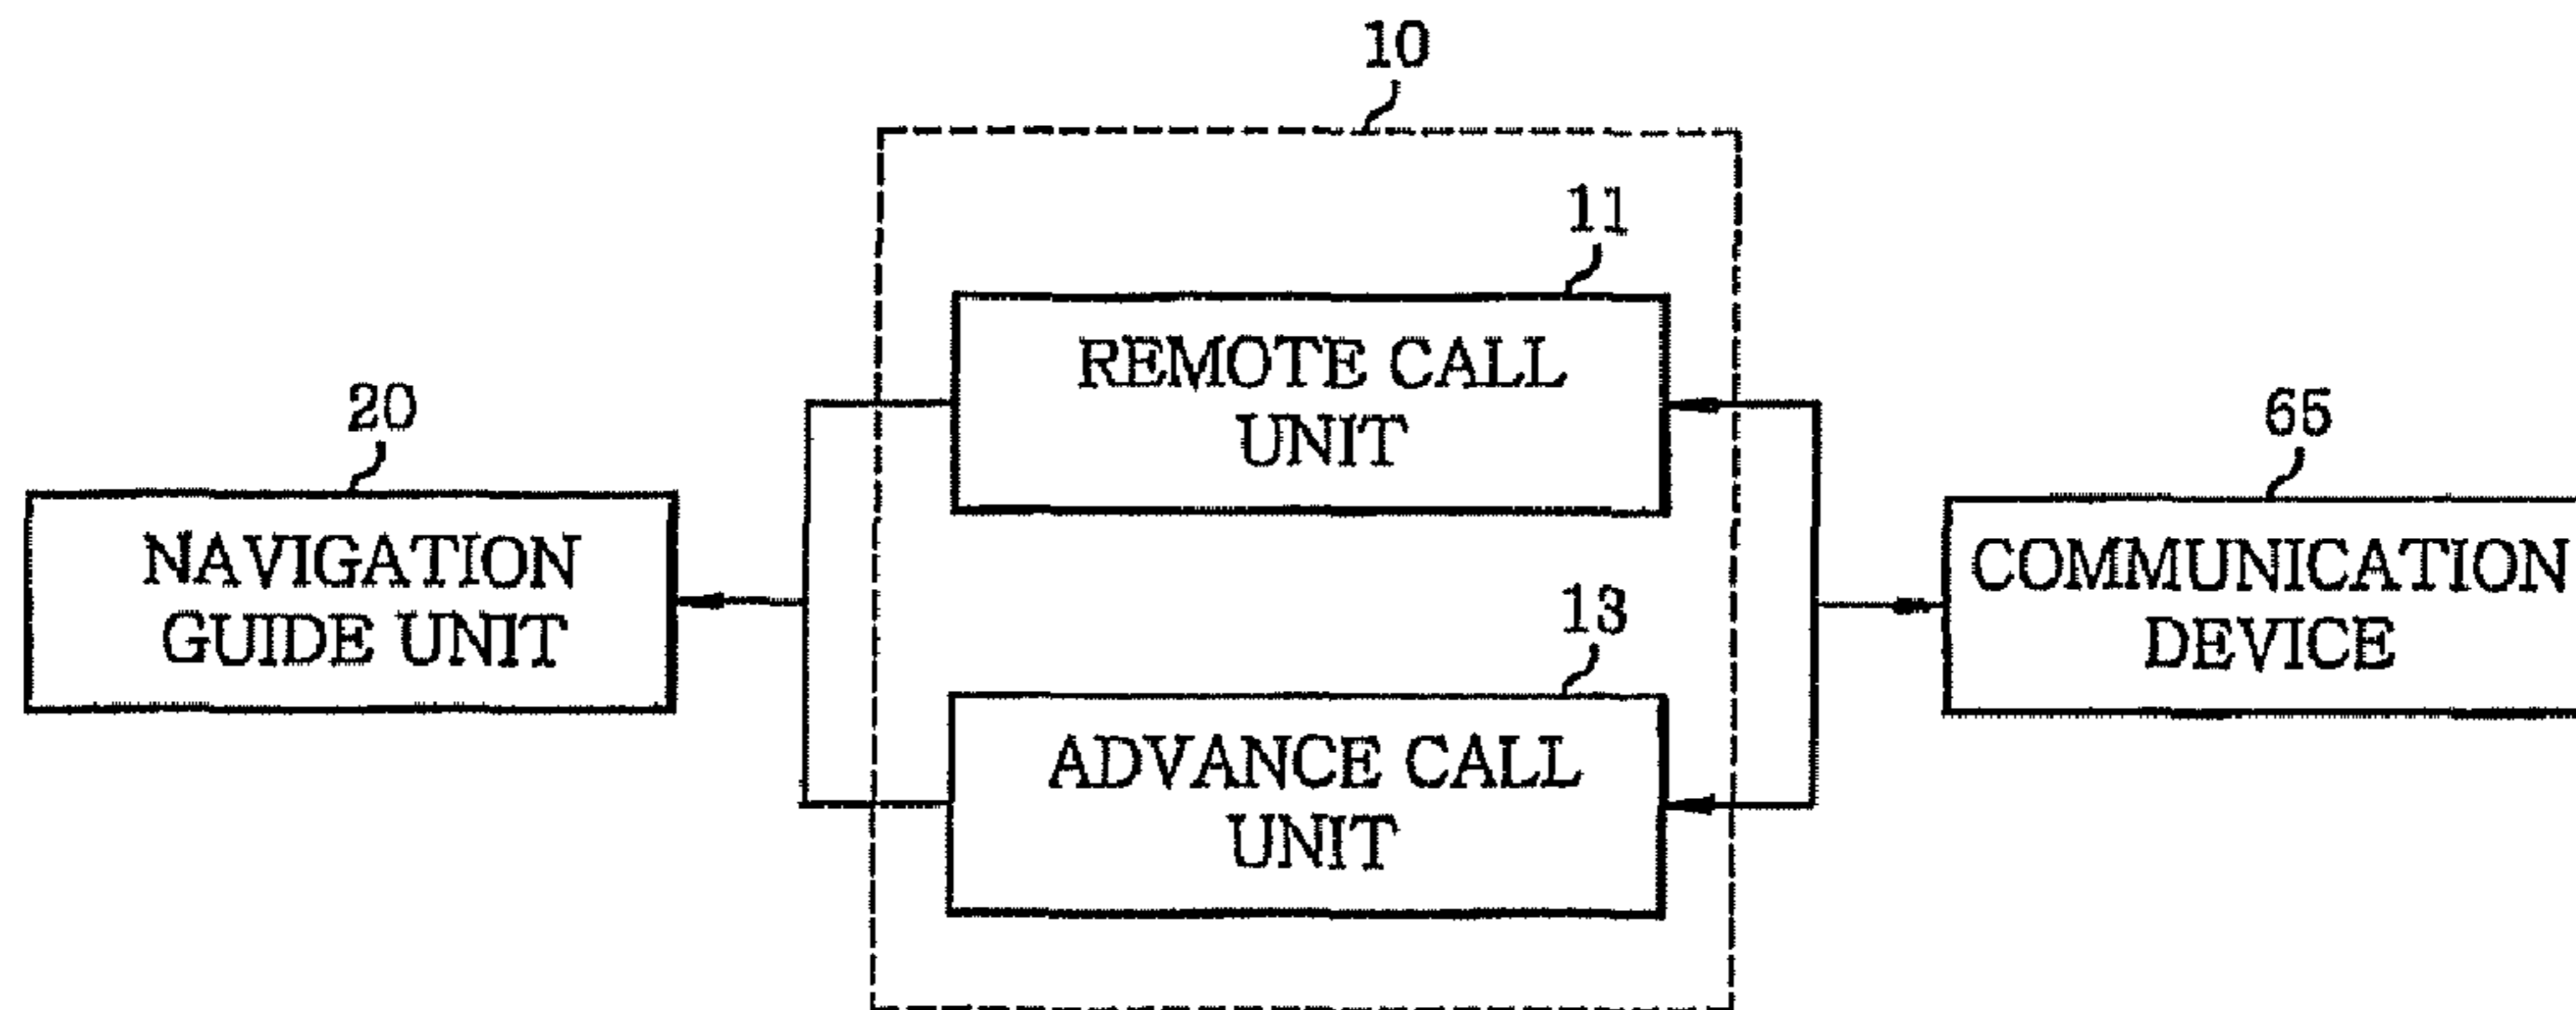 10
11
REMOTE CALL
UNIT
20
NAVIGATION
GUIDE UNIT
65
COMMUNICATION
DEVICE
13
ADVANCE CALL
UNIT